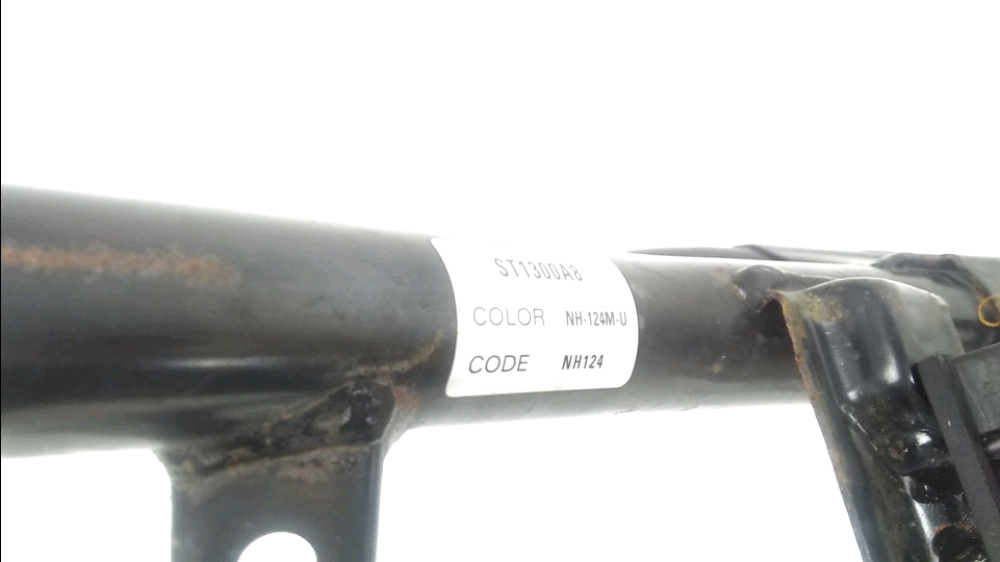 ST1300A8
COLOR NH-124M-U
CODE NH124